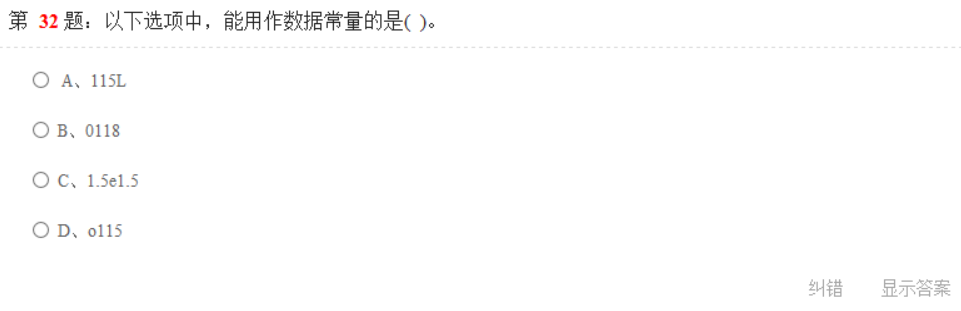 第 32 题：以下选项中，能用作数据常量的是( )。
A、115L
B、0118
C、1.5e1.5
D、o115
纠错 显示答案